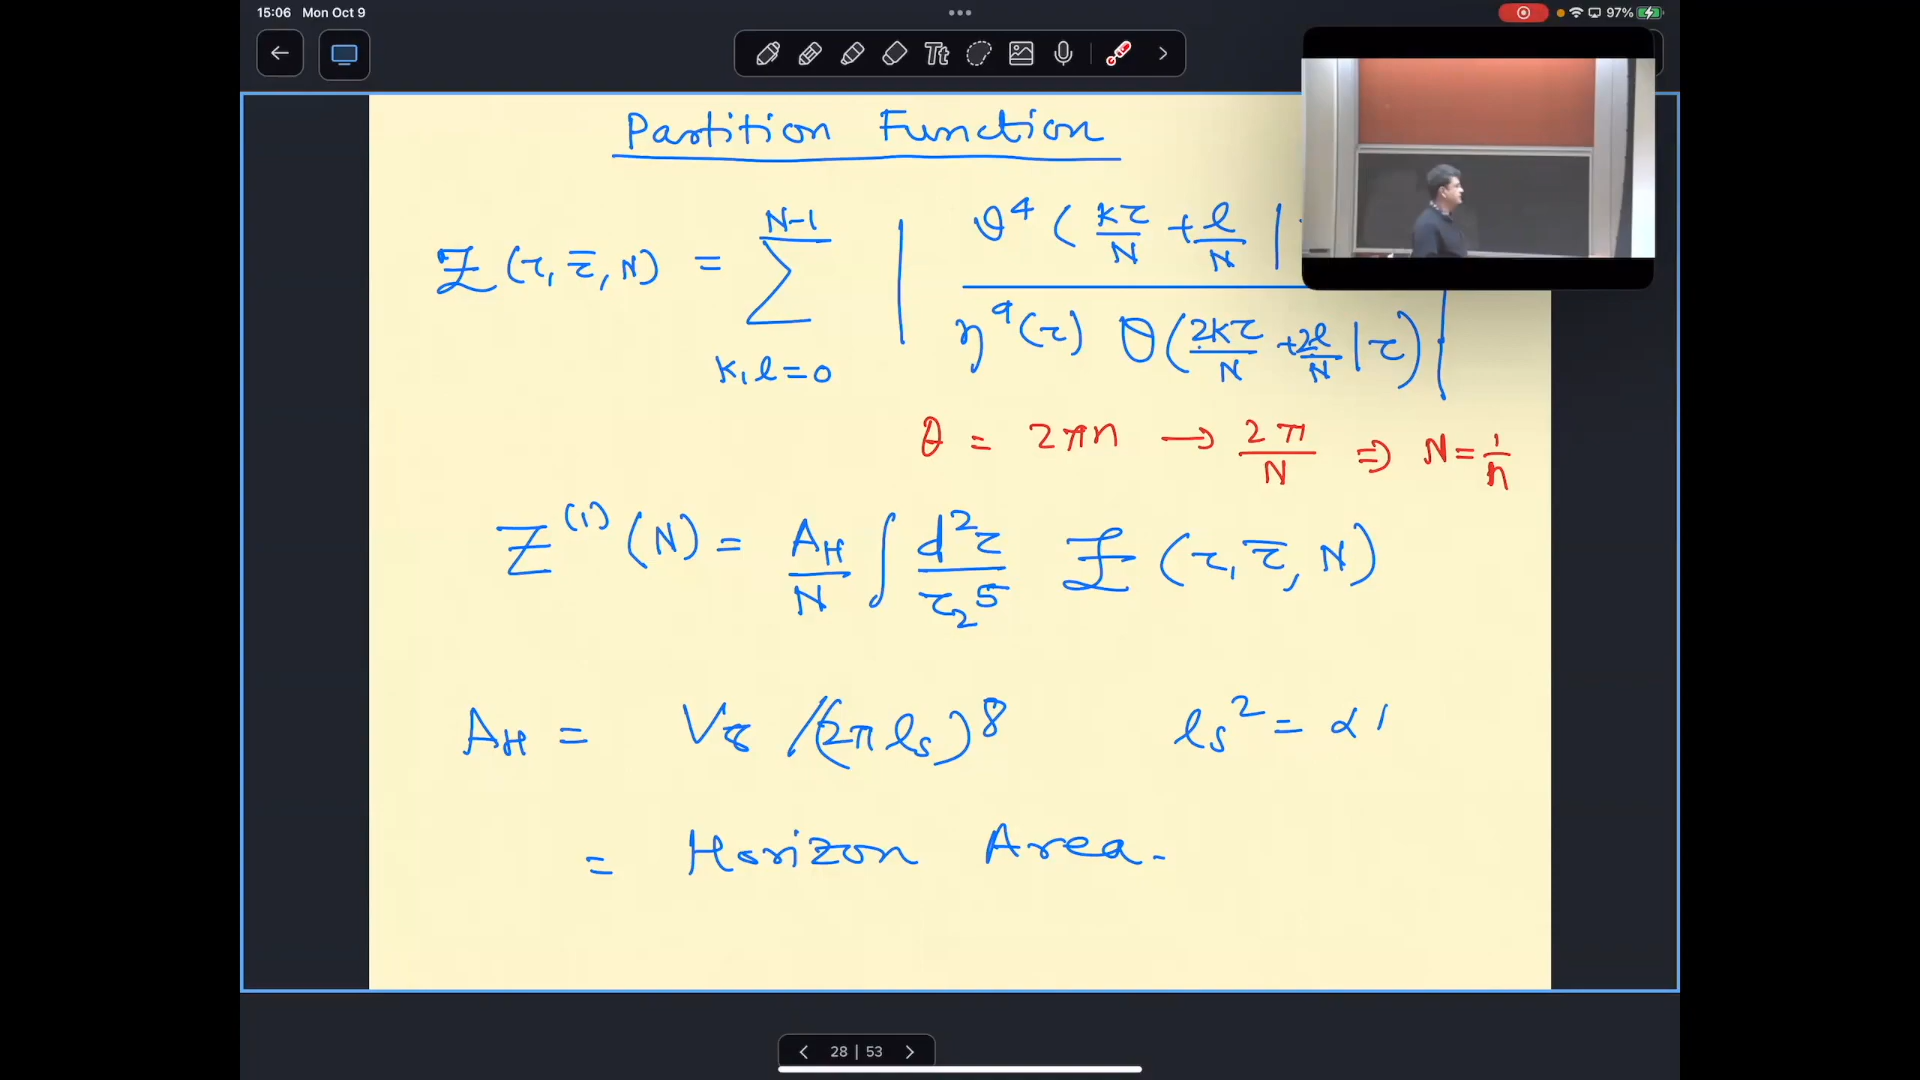 15:06 Mon Oct 9
97%
Tt
Partition Function
Z(τ, τ̄, N) = Σ_{k,l=0}^{N-1} | ϑ⁴(kτ/N + l/N |
η⁹(τ) θ(2kτ/N + 2l/N | τ) |
θ = 2πn → 2π/N ⇒ N = 1/n
Z⁽¹⁾(N) = A_H/N ∫ d²τ/τ₂⁵ Z(τ, τ̄, N)
A_H = V₈/(2π l_s)⁸ l_s² = α'
= Horizon Area.
28 | 53